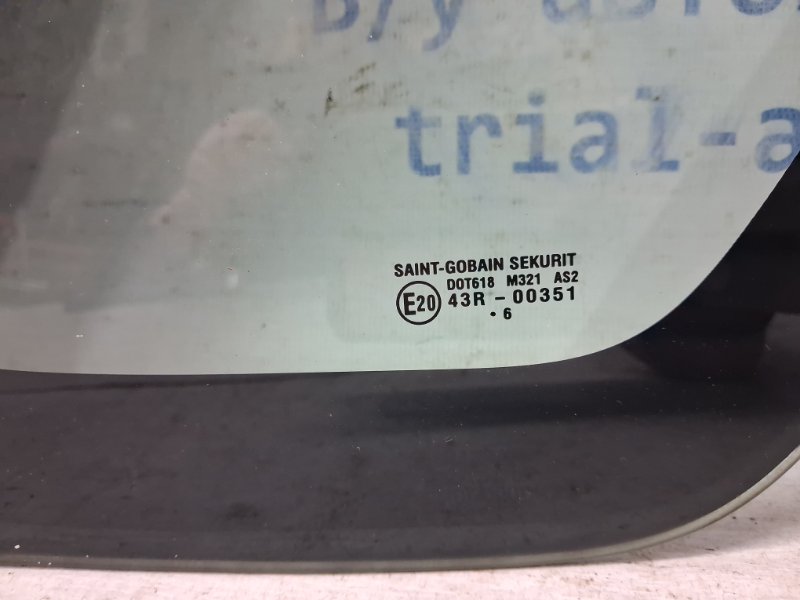 Б/у
trial-a
SAINT-GOBAIN SEKURIT
DOT618 M321 AS2
E20 43R - 00351
. 6